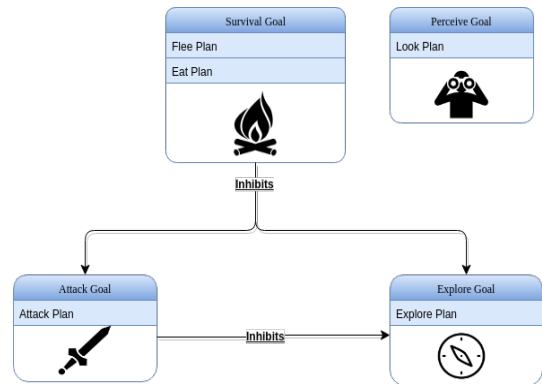 Survival Goal
Flee Plan
Eat Plan
Perceive Goal
Look Plan
Inhibits
Attack Goal
Attack Plan
Inhibits
Explore Goal
Explore Plan